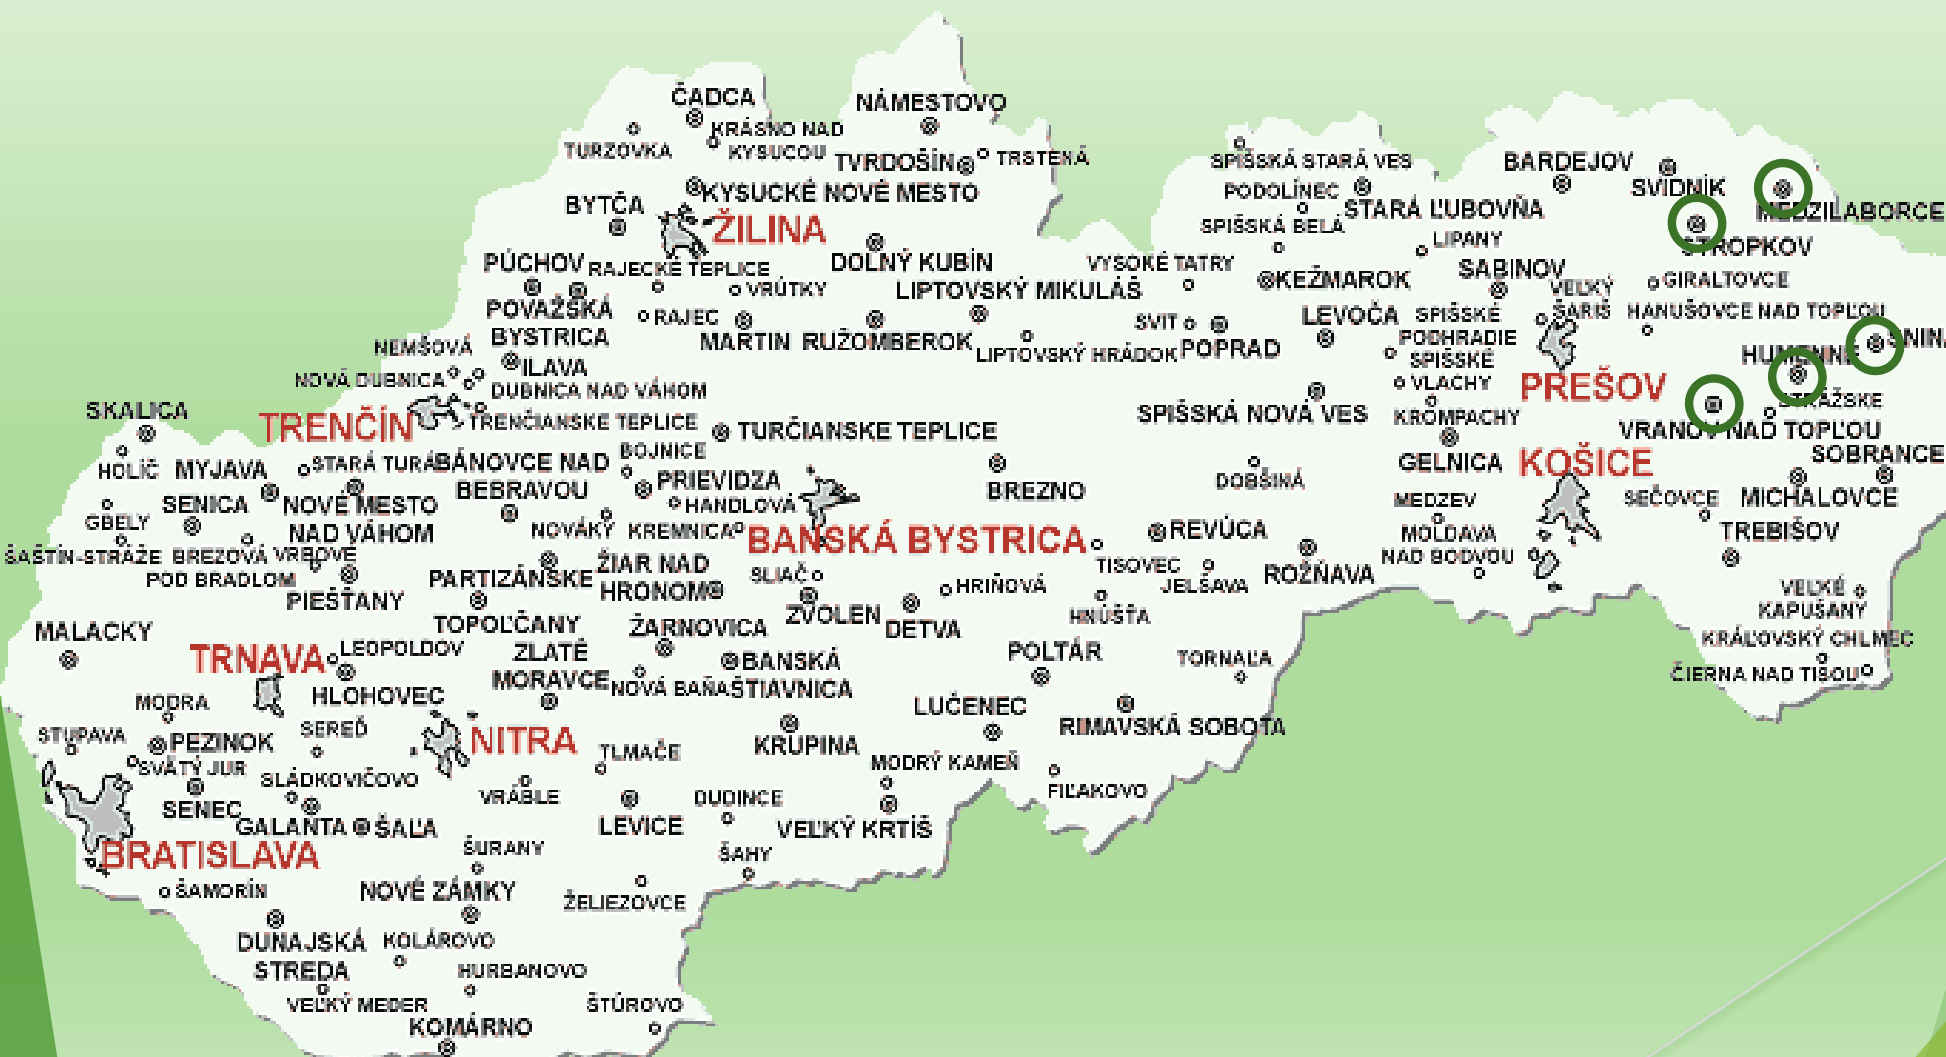 ČADCA
NÁMESTOVO
KRÁSNO NAD
KYSUCOU
TURZOVKA
TVRDOŠÍN
TRSTENÁ
SPIŠSKÁ STARÁ VES
BARDEJOV
SVIDNÍK
KYSUCKÉ NOVÉ MESTO
BYTČA
PODOLÍNEC
STARÁ ĽUBOVŇA
MEDZILABORCE
ŽILINA
SPIŠSKÁ BELÁ
LIPANY
STROPKOV
PÚCHOV
RAJECKÉ TEPLICE
DOLNÝ KUBÍN
VYSOKÉ TATRY
KEŽMAROK
SABINOV
GIRALTOVCE
VRÚTKY
LIPTOVSKÝ MIKULÁŠ
VEĽKÝ
ŠARIŠ
POVAŽSKÁ
BYSTRICA
RAJEC
MARTIN
RUŽOMBEROK
LIPTOVSKÝ HRÁDOK
SVIT
POPRAD
LEVOČA
SPIŠSKÉ
PODHRADIE
HANUŠOVCE NAD TOPĽOU
SNINA
HUMENNÉ
NEMŠOVÁ
ILAVA
SPIŠSKÉ
VLACHY
PREŠOV
NOVÁ DUBNICA
DUBNICA NAD VÁHOM
STRÁŽSKE
SKALICA
TRENČÍN
TRENČIANSKE TEPLICE
TURČIANSKE TEPLICE
SPIŠSKÁ NOVÁ VES
KROMPACHY
VRANOV NAD TOPĽOU
HOLÍČ
MYJAVA
STARÁ TURÁ
BÁNOVCE NAD
BEBRAVOU
BOJNICE
PRIEVIDZA
BREZNO
DOBŠINÁ
GELNICA
KOŠICE
SOBRANCE
SENICA
NOVÉ MESTO
NAD VÁHOM
HANDLOVÁ
MEDZEV
SEČOVCE
MICHALOVCE
GBELY
NOVÁKY
KREMNICA
BANSKÁ BYSTRICA
REVÚCA
MOLDAVA
NAD BODVOU
TREBIŠOV
ŠAŠTÍN-STRÁŽE
BREZOVÁ
POD BRADLOM
VRBOVÉ
PARTIZÁNSKE
ŽIAR NAD
HRONOM
SLIAČ
HRIŇOVÁ
TISOVEC
JELŠAVA
ROŽŇAVA
PIEŠŤANY
ZVOLEN
DETVA
HNÚŠŤA
VEĽKÉ
KAPUŠANY
MALACKY
TOPOĽČANY
ŽARNOVICA
KRÁĽOVSKÝ CHLMEC
TRNAVA
LEOPOLDOV
ZLATÉ
MORAVCE
BANSKÁ
ŠTIAVNICA
POLTÁR
TORNAĽA
ČIERNA NAD TISOU
MODRA
HLOHOVEC
NOVÁ BAŇA
LUČENEC
RIMAVSKÁ SOBOTA
STUPAVA
PEZINOK
SEREĎ
NITRA
TLMAČE
KRUPINA
SVÄTÝ JUR
SLÁDKOVIČOVO
MODRÝ KAMEŇ
FIĽAKOVO
SENEC
GALANTA
ŠAĽA
VRÁBLE
LEVICE
DUDINCE
VEĽKÝ KRTÍŠ
BRATISLAVA
ŠURANY
ŠAHY
ŠAMORÍN
NOVÉ ZÁMKY
ŽELIEZOVCE
DUNAJSKÁ
STREDA
KOLÁROVO
HURBANOVO
VEĽKÝ MEDER
ŠTÚROVO
KOMÁRNO